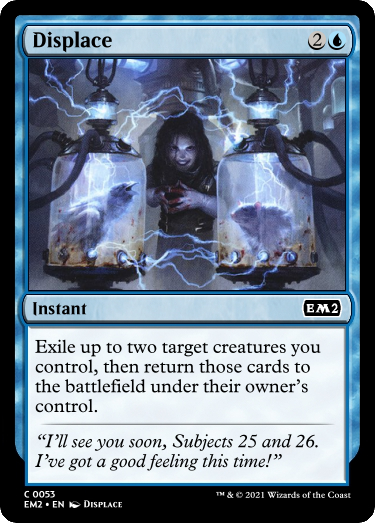 Displace 2
Instant EM2
Exile up to two target creatures you
control, then return those cards to
the battlefield under their owner's
control.
"I'll see you soon, Subjects 25 and 26.
I've got a good feeling this time!"
C 0053
EM2 • EN DISPLACE
™ & © 2021 Wizards of the Coast